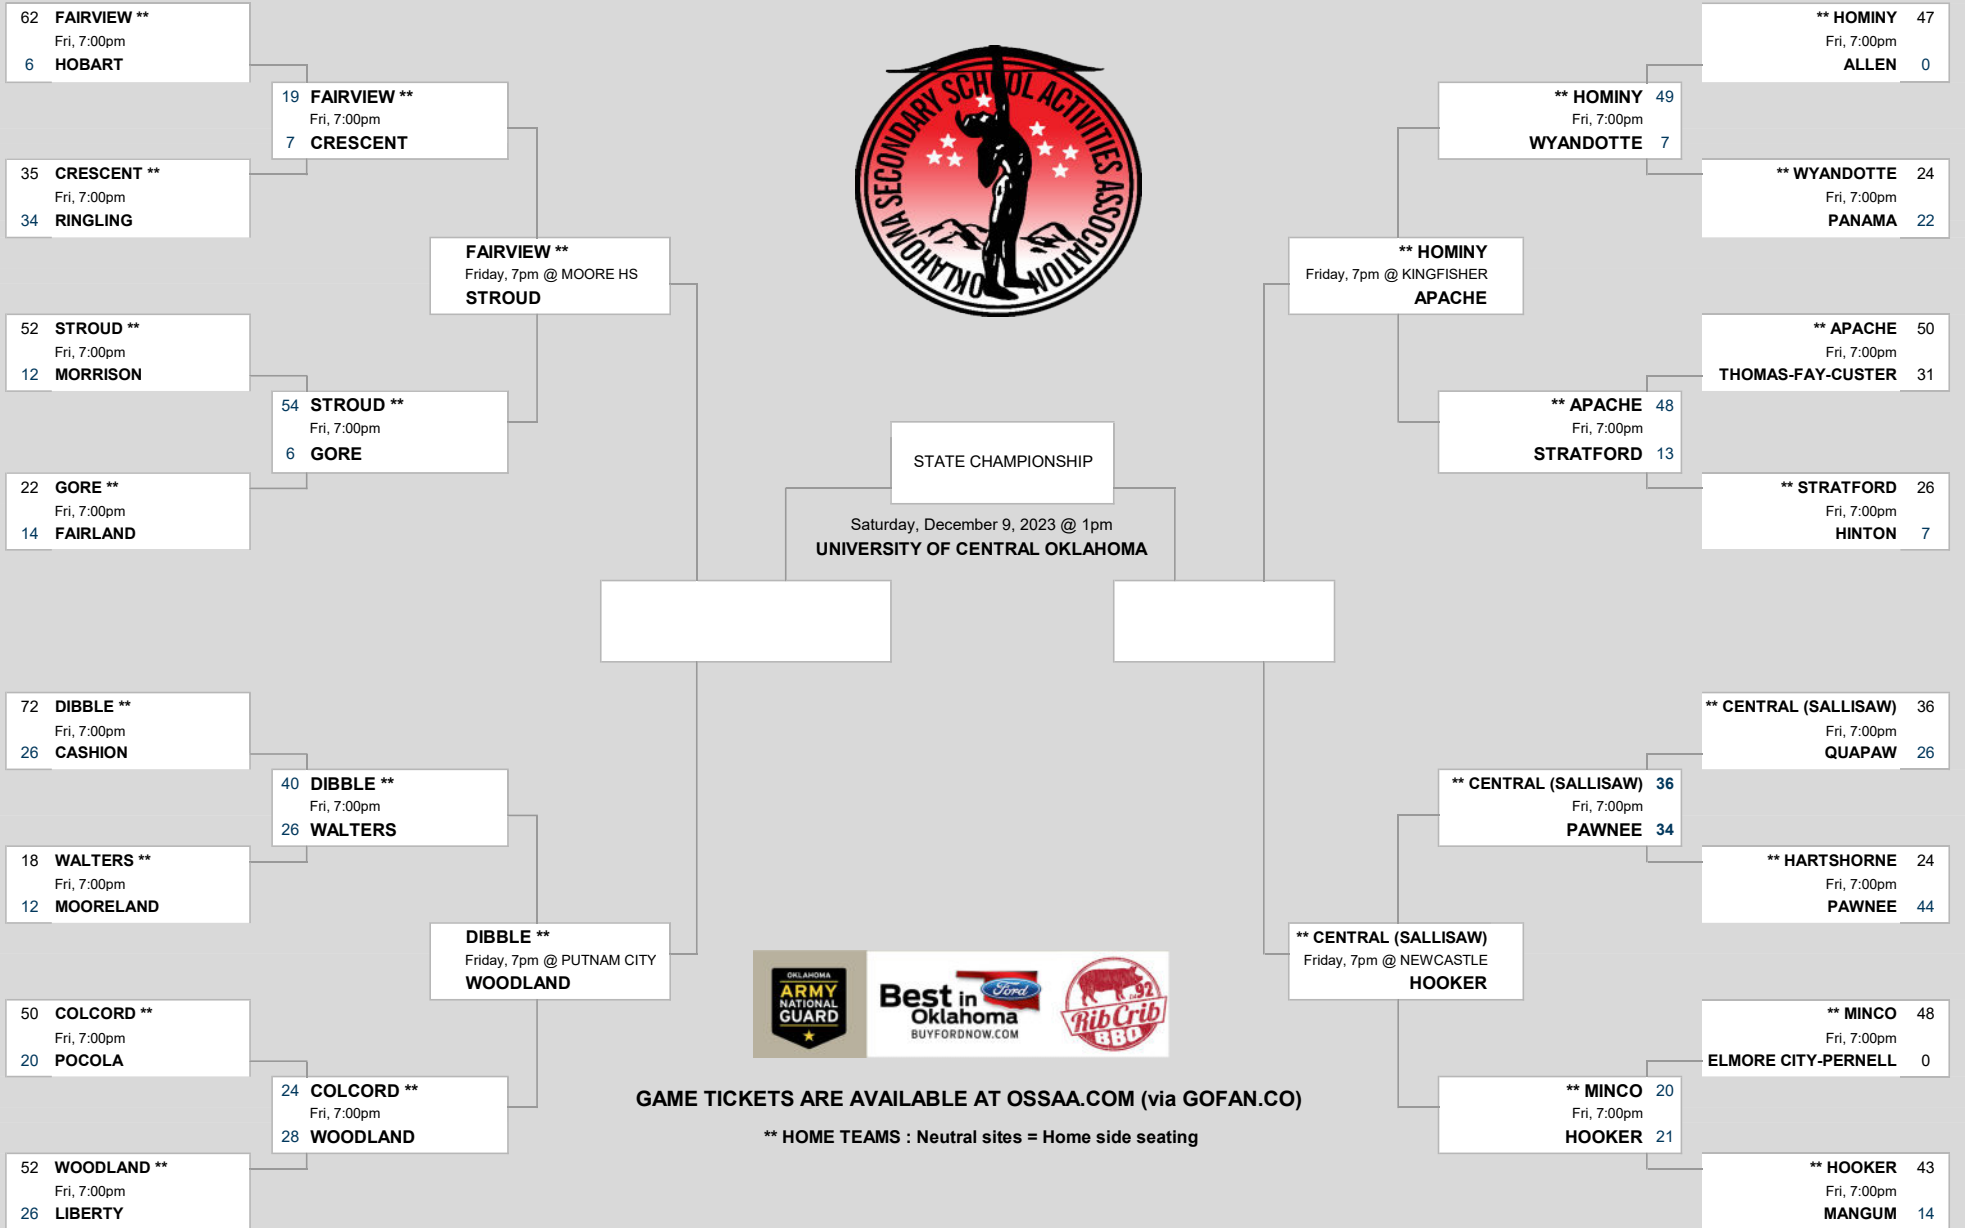 62 FAIRVIEW **
Fri, 7:00pm
6 HOBART
19 FAIRVIEW **
Fri, 7:00pm
7 CRESCENT
35 CRESCENT **
Fri, 7:00pm
34 RINGLING
FAIRVIEW **
Friday, 7pm @ MOORE HS
STROUD
52 STROUD **
Fri, 7:00pm
12 MORRISON
54 STROUD **
Fri, 7:00pm
6 GORE
22 GORE **
Fri, 7:00pm
14 FAIRLAND
72 DIBBLE **
Fri, 7:00pm
26 CASHION
40 DIBBLE **
Fri, 7:00pm
26 WALTERS
18 WALTERS **
Fri, 7:00pm
12 MOORELAND
DIBBLE **
Friday, 7pm @ PUTNAM CITY
WOODLAND
50 COLCORD **
Fri, 7:00pm
20 POCOLA
24 COLCORD **
Fri, 7:00pm
28 WOODLAND
52 WOODLAND **
Fri, 7:00pm
26 LIBERTY
OKLAHOMA SECONDARY SCHOOL ACTIVITIES ASSOCIATION
STATE CHAMPIONSHIP
Saturday, December 9, 2023 @ 1pm
UNIVERSITY OF CENTRAL OKLAHOMA
OKLAHOMA
ARMY
NATIONAL
GUARD
Best in
Oklahoma
BUYFORDNOW.COM
Ford
92
Rib Crib
BBQ
GAME TICKETS ARE AVAILABLE AT OSSAA.COM (via GOFAN.CO)
** HOME TEAMS : Neutral sites = Home side seating
** HOMINY 47
Fri, 7:00pm
ALLEN 0
** HOMINY 49
Fri, 7:00pm
WYANDOTTE 7
** WYANDOTTE 24
Fri, 7:00pm
PANAMA 22
** HOMINY
Friday, 7pm @ KINGFISHER
APACHE
** APACHE 50
Fri, 7:00pm
THOMAS-FAY-CUSTER 31
** APACHE 48
Fri, 7:00pm
STRATFORD 13
** STRATFORD 26
Fri, 7:00pm
HINTON 7
** CENTRAL (SALLISAW) 36
Fri, 7:00pm
QUAPAW 26
** CENTRAL (SALLISAW) 36
Fri, 7:00pm
PAWNEE 34
** HARTSHORNE 24
Fri, 7:00pm
PAWNEE 44
** CENTRAL (SALLISAW)
Friday, 7pm @ NEWCASTLE
HOOKER
** MINCO 48
Fri, 7:00pm
ELMORE CITY-PERNELL 0
** MINCO 20
Fri, 7:00pm
HOOKER 21
** HOOKER 43
Fri, 7:00pm
MANGUM 14